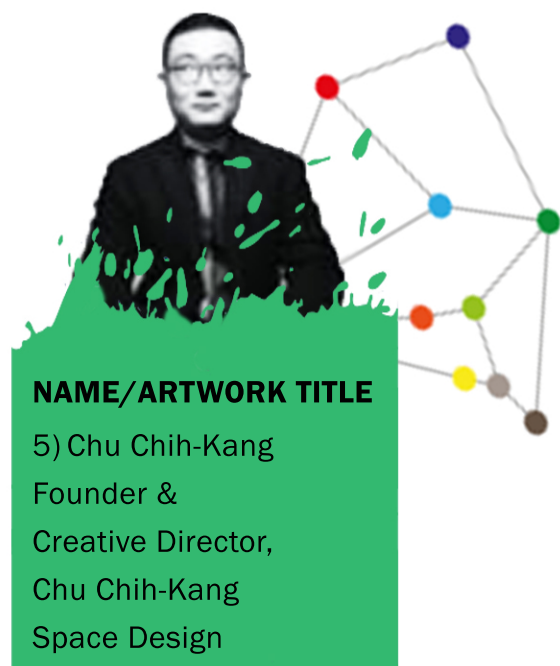 NAME/ARTWORK TITLE
5) Chu Chih-Kang
Founder &
Creative Director,
Chu Chih-Kang
Space Design